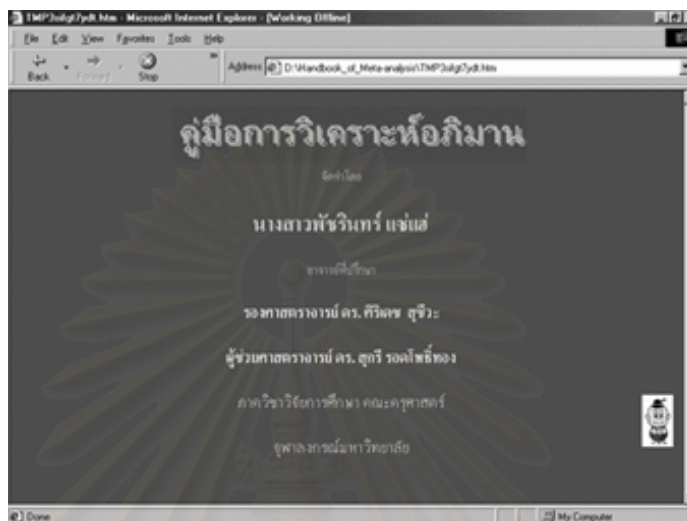 TMP3ulgt7ydt.htm - Microsoft Internet Explorer - [Working Offline]
File Edit View Favorites Tools Help
Back Forward Stop » Address D:\Handbook_of_Meta-analysis\TMP3ulgt7ydt.htm
คู่มือการวิเคราะห์อภิมาน
จัดทำโดย
นางสาวพัชรินทร์ แซ่แฮ่
อาจารย์ที่ปรึกษา
รองศาสตราจารย์ ดร. ศิริเดช สุชีวะ
ผู้ช่วยศาสตราจารย์ ดร. สุกรี รอดโพธิ์ทอง
ภาควิชาวิจัยการศึกษา คณะครุศาสตร์
จุฬาลงกรณ์มหาวิทยาลัย
Done My Computer